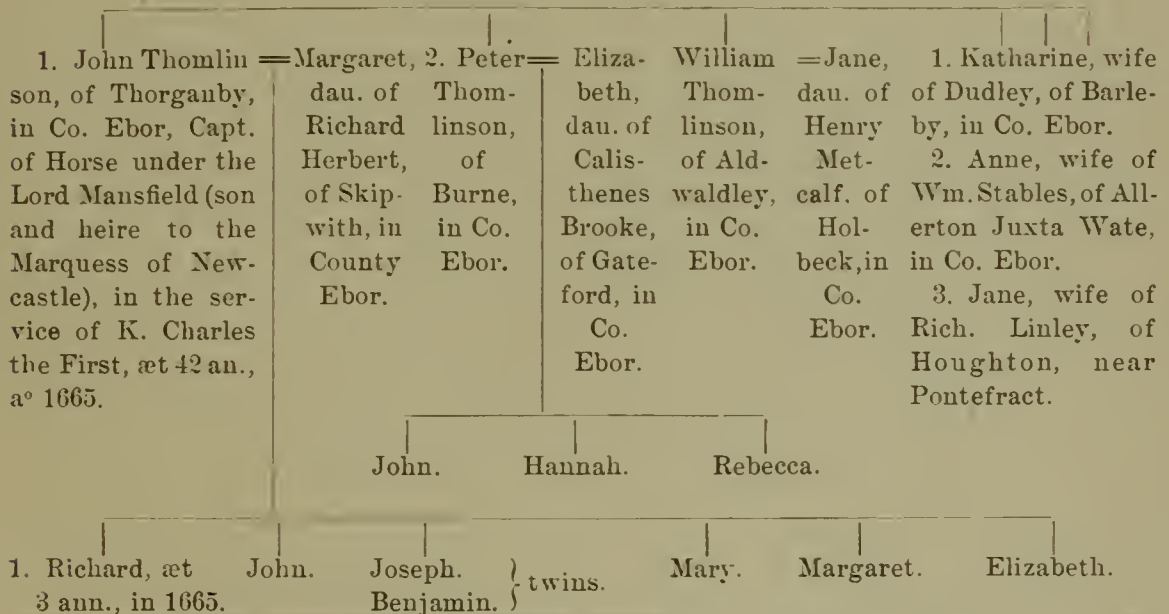 1. John Thomlin
son, of Thorganby,
in Co. Ebor, Capt.
of Horse under the
Lord Mansfield (son
and heire to the
Marquess of New-
castle), in the ser-
vice of K. Charles
the First, æt 42 an.,
aº 1665.
=Margaret,
dau. of
Richard
Herbert,
of Skip-
with, in
County
Ebor.
2. Peter=
Thom-
linson,
of
Burne,
in Co.
Ebor.
Eliza-
beth,
dau. of
Calis-
thenes
Brooke,
of Gate-
ford, in
Co.
Ebor.
William
Thom-
linson,
of Ald-
waldley,
in Co.
Ebor.
=Jane,
dau. of
Henry
Met-
calf. of
Hol-
beck,in
Co.
Ebor.
1. Katharine, wife
of Dudley, of Barle-
by, in Co. Ebor.
2. Anne, wife of
Wm. Stables, of All-
erton Juxta Wate,
in Co. Ebor.
3. Jane, wife of
Rich. Linley, of
Houghton, near
Pontefract.
John. Hannah. Rebecca.
1. Richard, æt
3 ann., in 1665.
John.
Joseph.
Benjamin. } twins.
Mary. Margaret. Elizabeth.